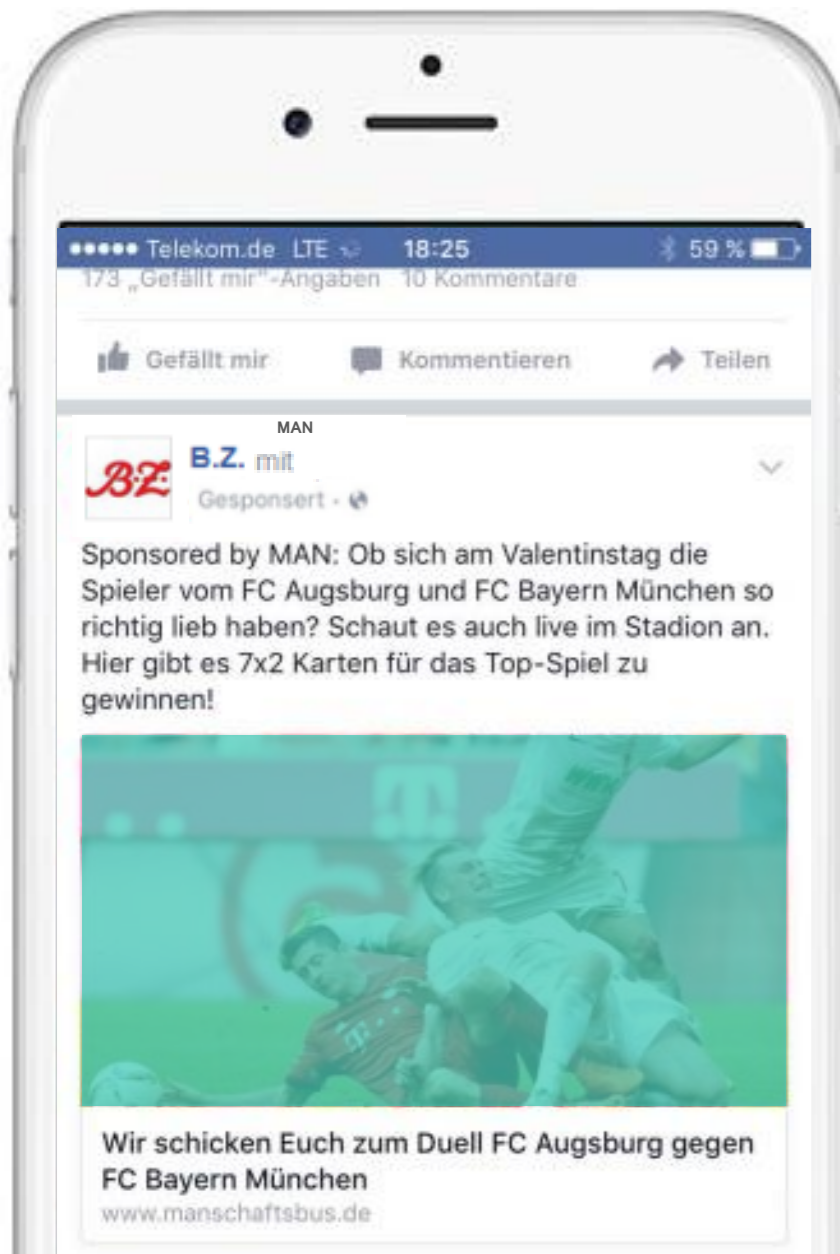 Telekom.de LTE 18:25 59 %
173 „Gefällt mir"-Angaben 10 Kommentare
Gefällt mir Kommentieren Teilen
MAN
B.Z. B.Z. mit
Gesponsert
Sponsored by MAN: Ob sich am Valentinstag die
Spieler vom FC Augsburg und FC Bayern München so
richtig lieb haben? Schaut es auch live im Stadion an.
Hier gibt es 7x2 Karten für das Top-Spiel zu
gewinnen!
Wir schicken Euch zum Duell FC Augsburg gegen
FC Bayern München
www.manschaftsbus.de